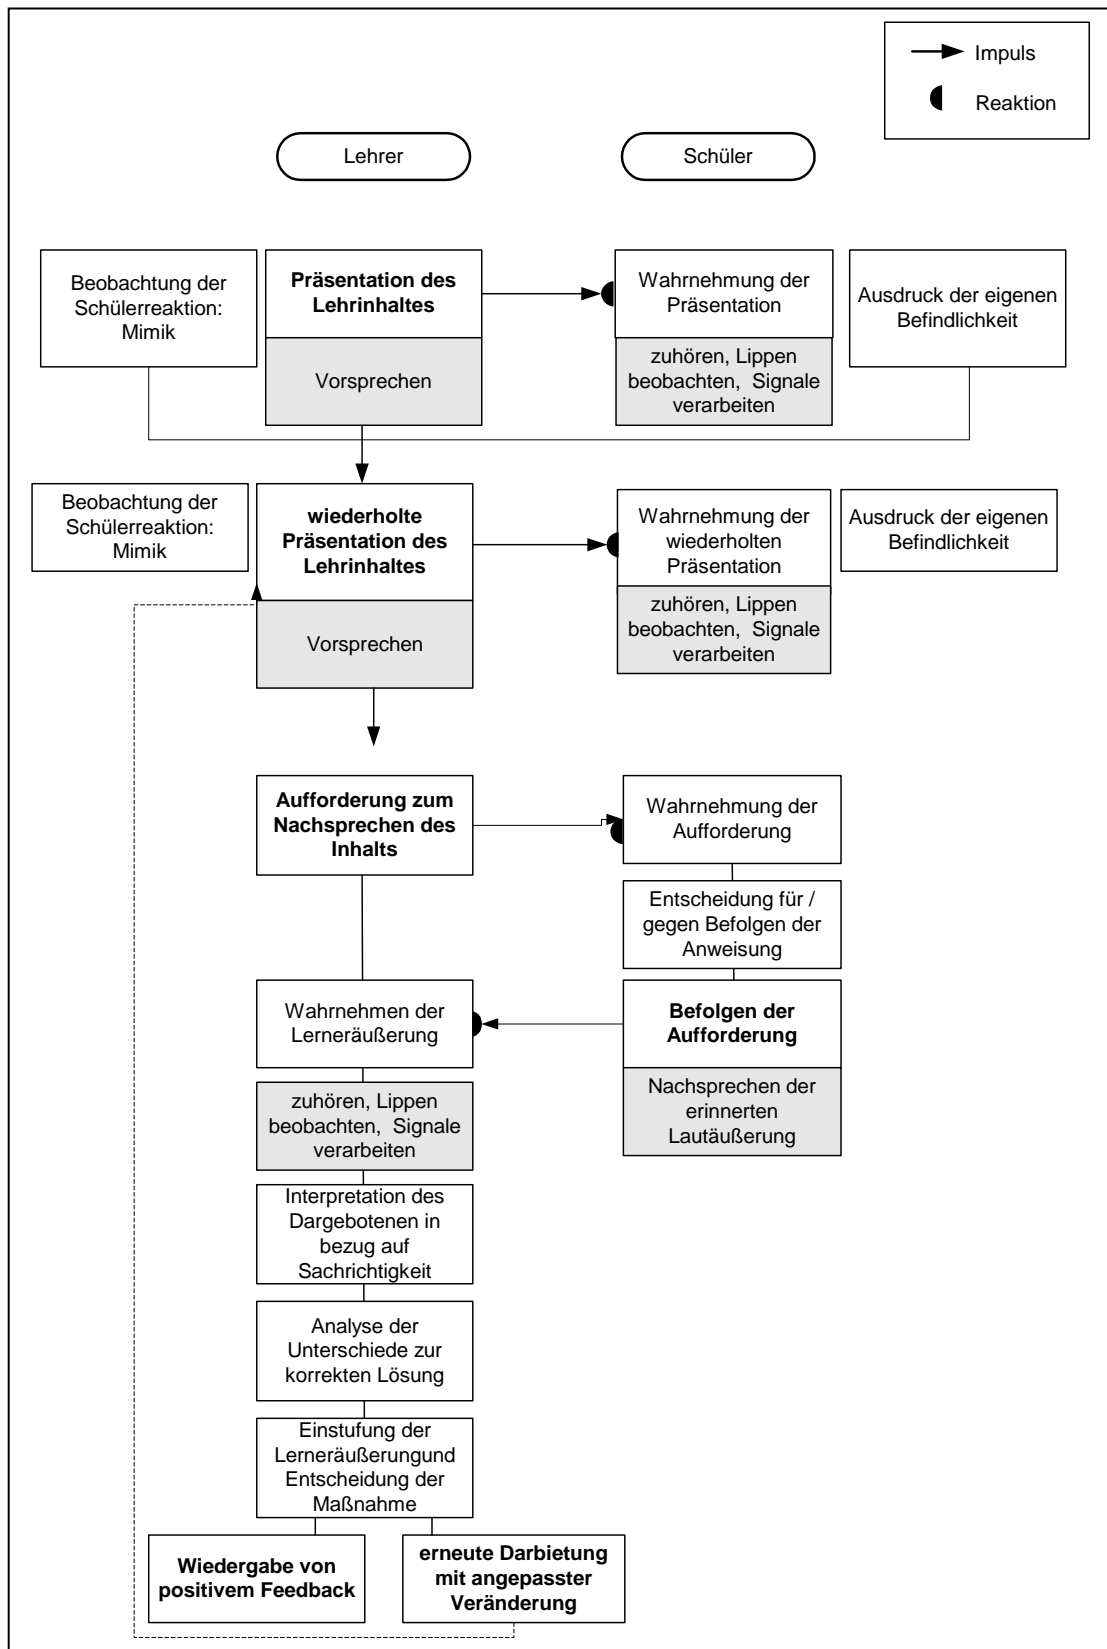 Impuls
Reaktion
Lehrer
Schüler
Beobachtung der
Schülerreaktion:
Mimik
Präsentation des
Lehrinhaltes
Vorsprechen
Wahrnehmung der
Präsentation
zuhören, Lippen
beobachten, Signale
verarbeiten
Ausdruck der eigenen
Befindlichkeit
Beobachtung der
Schülerreaktion:
Mimik
wiederholte
Präsentation des
Lehrinhaltes
Vorsprechen
Wahrnehmung der
wiederholten
Präsentation
zuhören, Lippen
beobachten, Signale
verarbeiten
Ausdruck der eigenen
Befindlichkeit
Aufforderung zum
Nachsprechen des
Inhalts
Wahrnehmung der
Aufforderung
Entscheidung für /
gegen Befolgen der
Anweisung
Wahrnehmen der
Lerneräußerung
Befolgen der
Aufforderung
Nachsprechen der
erinnerten
Lautäußerung
zuhören, Lippen
beobachten, Signale
verarbeiten
Interpretation des
Dargebotenen in
bezug auf
Sachrichtigkeit
Analyse der
Unterschiede zur
korrekten Lösung
Einstufung der
Lerneräußerungund
Entscheidung der
Maßnahme
Wiedergabe von
positivem Feedback
erneute Darbietung
mit angepasster
Veränderung